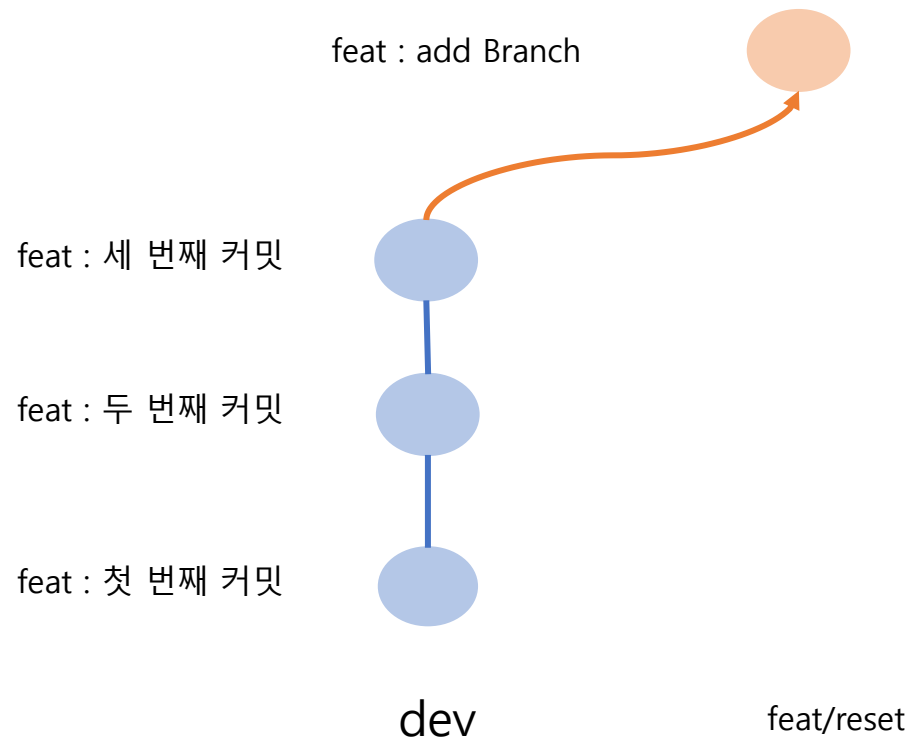 feat : add Branch
feat : 세 번째 커밋
feat : 두 번째 커밋
feat : 첫 번째 커밋
dev
feat/reset